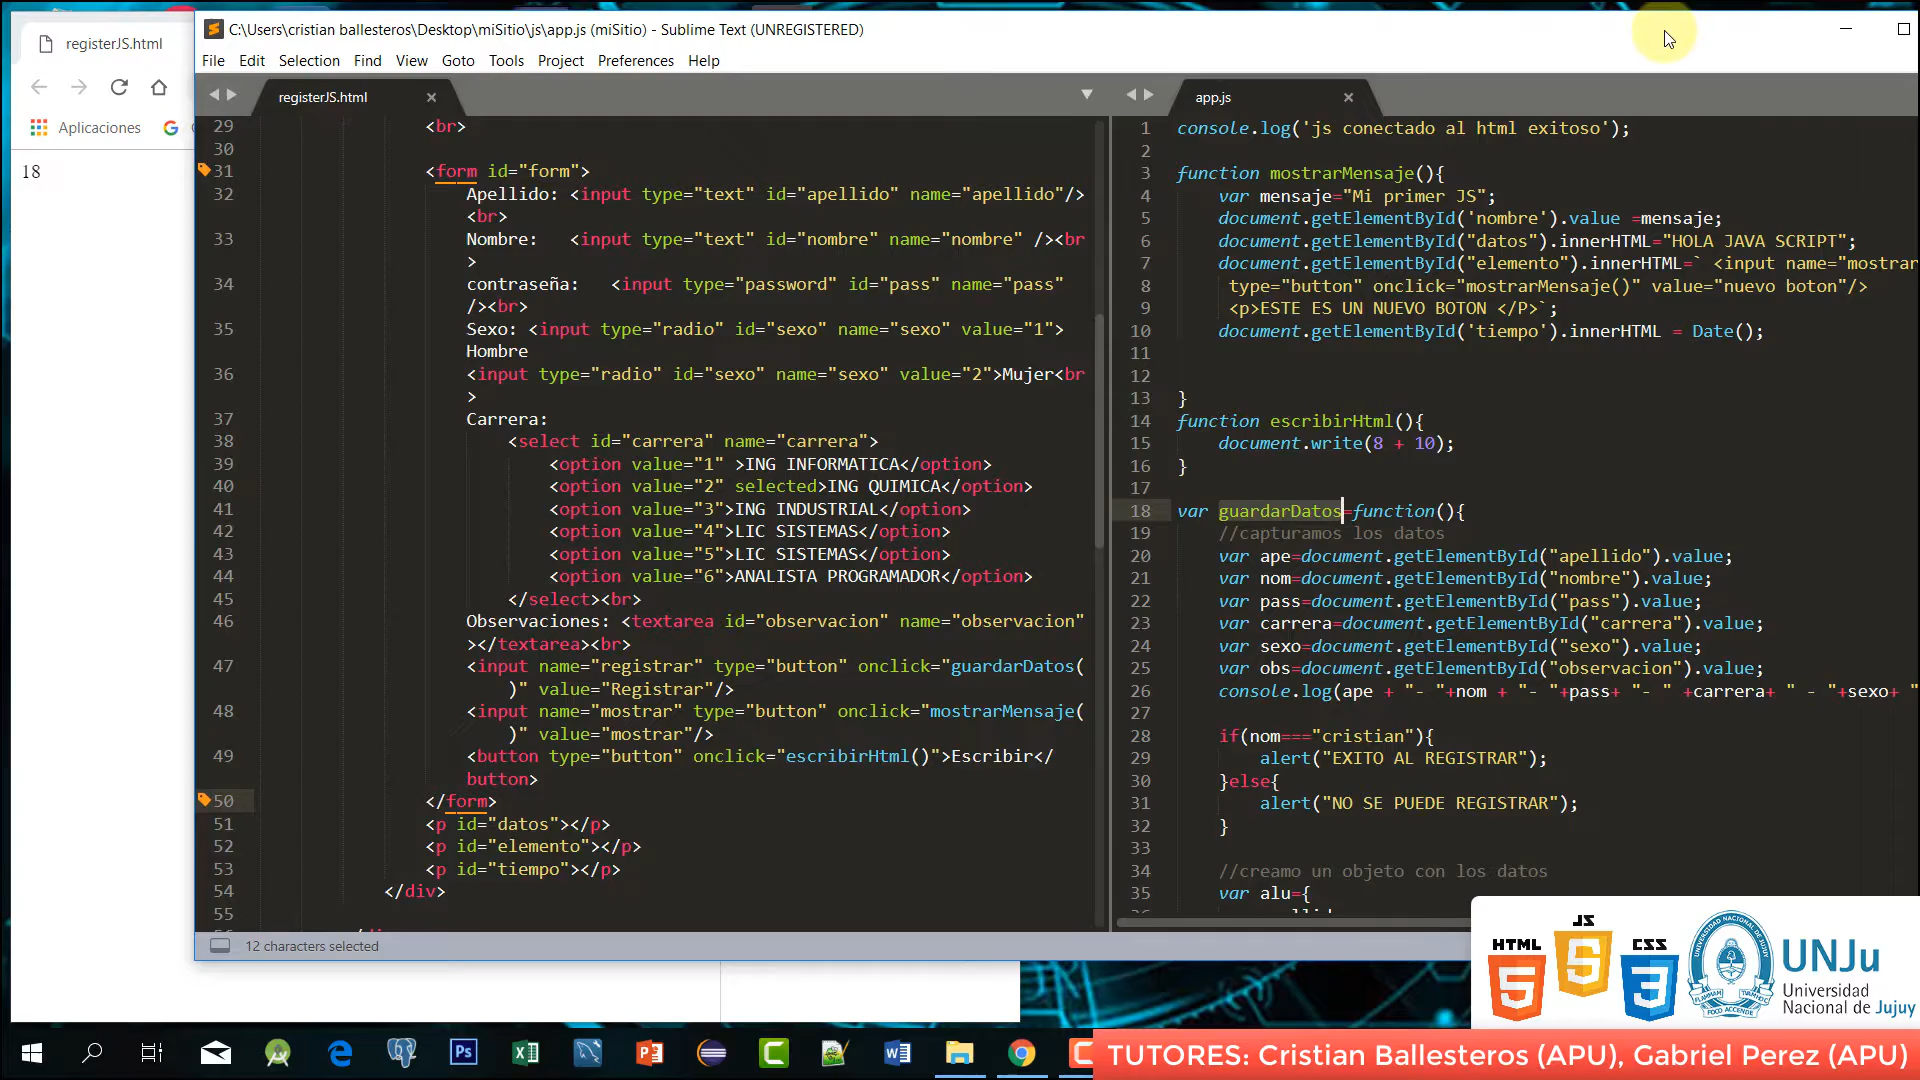 registerJS.html
Aplicaciones
18
C:\Users\cristian ballesteros\Desktop\miSitio\js\app.js (miSitio) - Sublime Text (UNREGISTERED)
File Edit Selection Find View Goto Tools Project Preferences Help
registerJS.html
29 <br>
30
31 <form id="form">
32 Apellido: <input type="text" id="apellido" name="apellido"/>
<br>
33 Nombre: <input type="text" id="nombre" name="nombre" /><br
>
34 contraseña: <input type="password" id="pass" name="pass"
/><br>
35 Sexo: <input type="radio" id="sexo" name="sexo" value="1">
Hombre
36 <input type="radio" id="sexo" name="sexo" value="2">Mujer<br
>
37 Carrera:
38 <select id="carrera" name="carrera">
39 <option value="1" >ING INFORMATICA</option>
40 <option value="2" selected>ING QUIMICA</option>
41 <option value="3">ING INDUSTRIAL</option>
42 <option value="4">LIC SISTEMAS</option>
43 <option value="5">LIC SISTEMAS</option>
44 <option value="6">ANALISTA PROGRAMADOR</option>
45 </select><br>
46 Observaciones: <textarea id="observacion" name="observacion"
></textarea><br>
47 <input name="registrar" type="button" onclick="guardarDatos(
)" value="Registrar"/>
48 <input name="mostrar" type="button" onclick="mostrarMensaje(
)" value="mostrar"/>
49 <button type="button" onclick="escribirHtml()">Escribir</
button>
50 </form>
51 <p id="datos"></p>
52 <p id="elemento"></p>
53 <p id="tiempo"></p>
54 </div>
55
12 characters selected
app.js
1 console.log('js conectado al html exitoso');
2
3 function mostrarMensaje(){
4 var mensaje="Mi primer JS";
5 document.getElementById('nombre').value =mensaje;
6 document.getElementById("datos").innerHTML="HOLA JAVA SCRIPT";
7 document.getElementById("elemento").innerHTML=` <input name="mostrar
8 type="button" onclick="mostrarMensaje()" value="nuevo boton"/>
9 <p>ESTE ES UN NUEVO BOTON </P>`;
10 document.getElementById('tiempo').innerHTML = Date();
11
12
13 }
14 function escribirHtml(){
15 document.write(8 + 10);
16 }
17
18 var guardarDatos=function(){
19 //capturamos los datos
20 var ape=document.getElementById("apellido").value;
21 var nom=document.getElementById("nombre").value;
22 var pass=document.getElementById("pass").value;
23 var carrera=document.getElementById("carrera").value;
24 var sexo=document.getElementById("sexo").value;
25 var obs=document.getElementById("observacion").value;
26 console.log(ape + "- "+nom + "- "+pass+ "- " +carrera+ " - "+sexo+ "
27
28 if(nom==="cristian"){
29 alert("EXITO AL REGISTRAR");
30 }else{
31 alert("NO SE PUEDE REGISTRAR");
32 }
33
34 //creamo un objeto con los datos
35 var alu={
HTML JS CSS
5 5 3
UNJu
Universidad
Nacional de Jujuy
TUTORES: Cristian Ballesteros (APU), Gabriel Perez (APU)